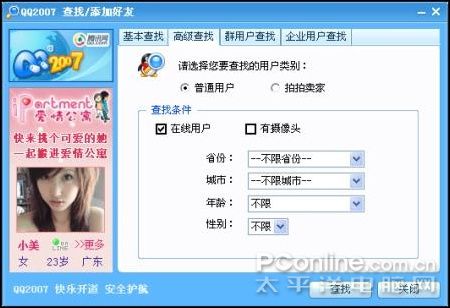 QQ2007 查找/添加好友
腾讯网
QQ 2007
Partment
爱情公寓
快来挑个可爱的她
一起搬进爱情公寓
小美 ON LINE >>更多
女 23岁 广东
基本查找 高级查找 群用户查找 企业用户查找
请选择您要查找的用户类别:
普通用户 拍拍卖家
查找条件
在线用户 有摄像头
省份: --不限省份--
城市: --不限城市--
年龄: 不限
性别: 不限
QQ2007 快乐开道 安全护航
查找 关闭
PConline.com.cn
太平洋电脑网